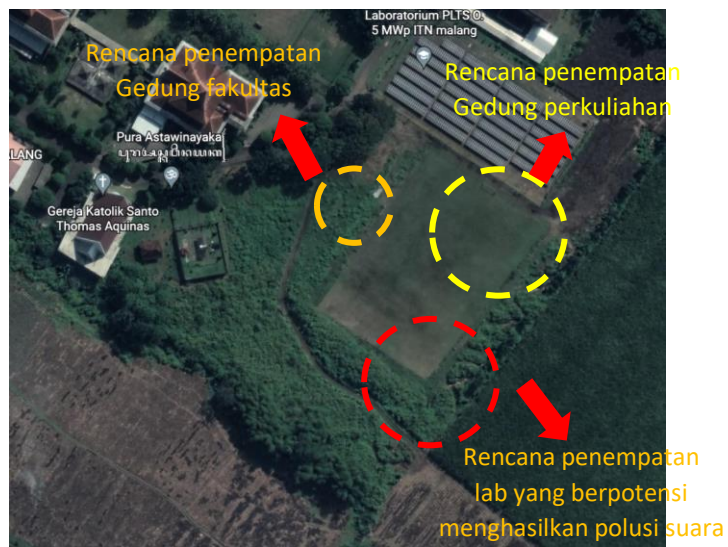 Laboratorium PLTS 0.
5 MWp ITN malang
Rencana penempatan
Gedung fakultas
Rencana penempatan
Gedung perkuliahan
Pura Astawinayaka
LANG
Gereja Katolik Santo
Thomas Aquinas
Rencana penempatan
lab yang berpotensi
menghasilkan polusi suara